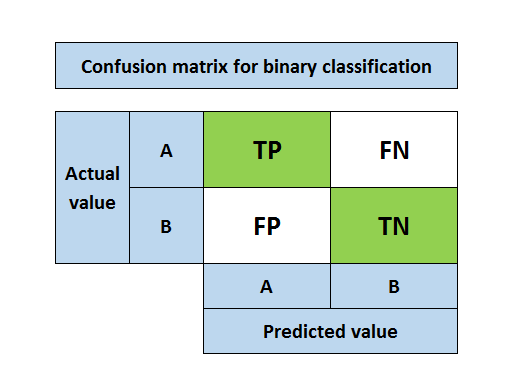 Confusion matrix for binary classification
Actual
value
A
TP
FN
B
FP
TN
A
B
Predicted value